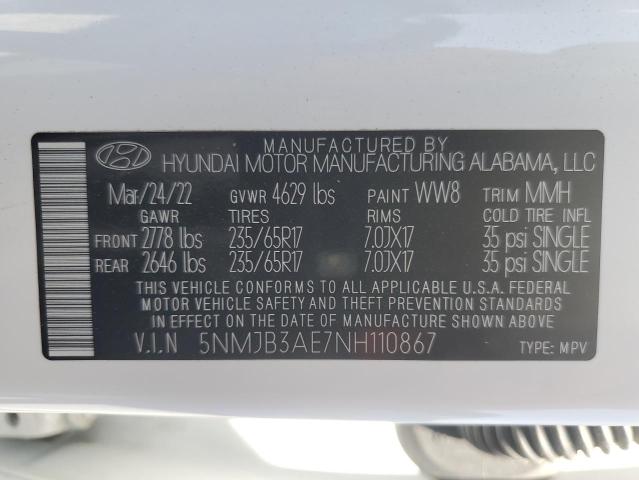 MANUFACTURED BY
HYUNDAI MOTOR MANUFACTURING ALABAMA, LLC
Mar/24/22 GVWR 4629 lbs PAINT WW8 TRIM MMH
GAWR TIRES RIMS COLD TIRE INFL
FRONT 2778 lbs 235/65R17 7.0JX17 35 psi SINGLE
REAR 2646 lbs 235/65R17 7.0JX17 35 psi SINGLE
THIS VEHICLE CONFORMS TO ALL APPLICABLE U.S.A. FEDERAL
MOTOR VEHICLE SAFETY AND THEFT PREVENTION STANDARDS
IN EFFECT ON THE DATE OF MANUFACTURE SHOWN ABOVE.
V.I.N 5NMJB3AE7NH110867 TYPE: MPV